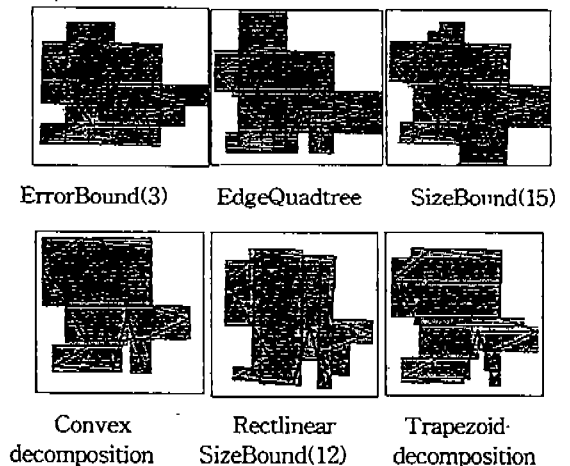 ErrorBound(3) EdgeQuadtree SizeBound(15)
Convex decomposition
Rectlinear SizeBound(12)
Trapezoid decomposition